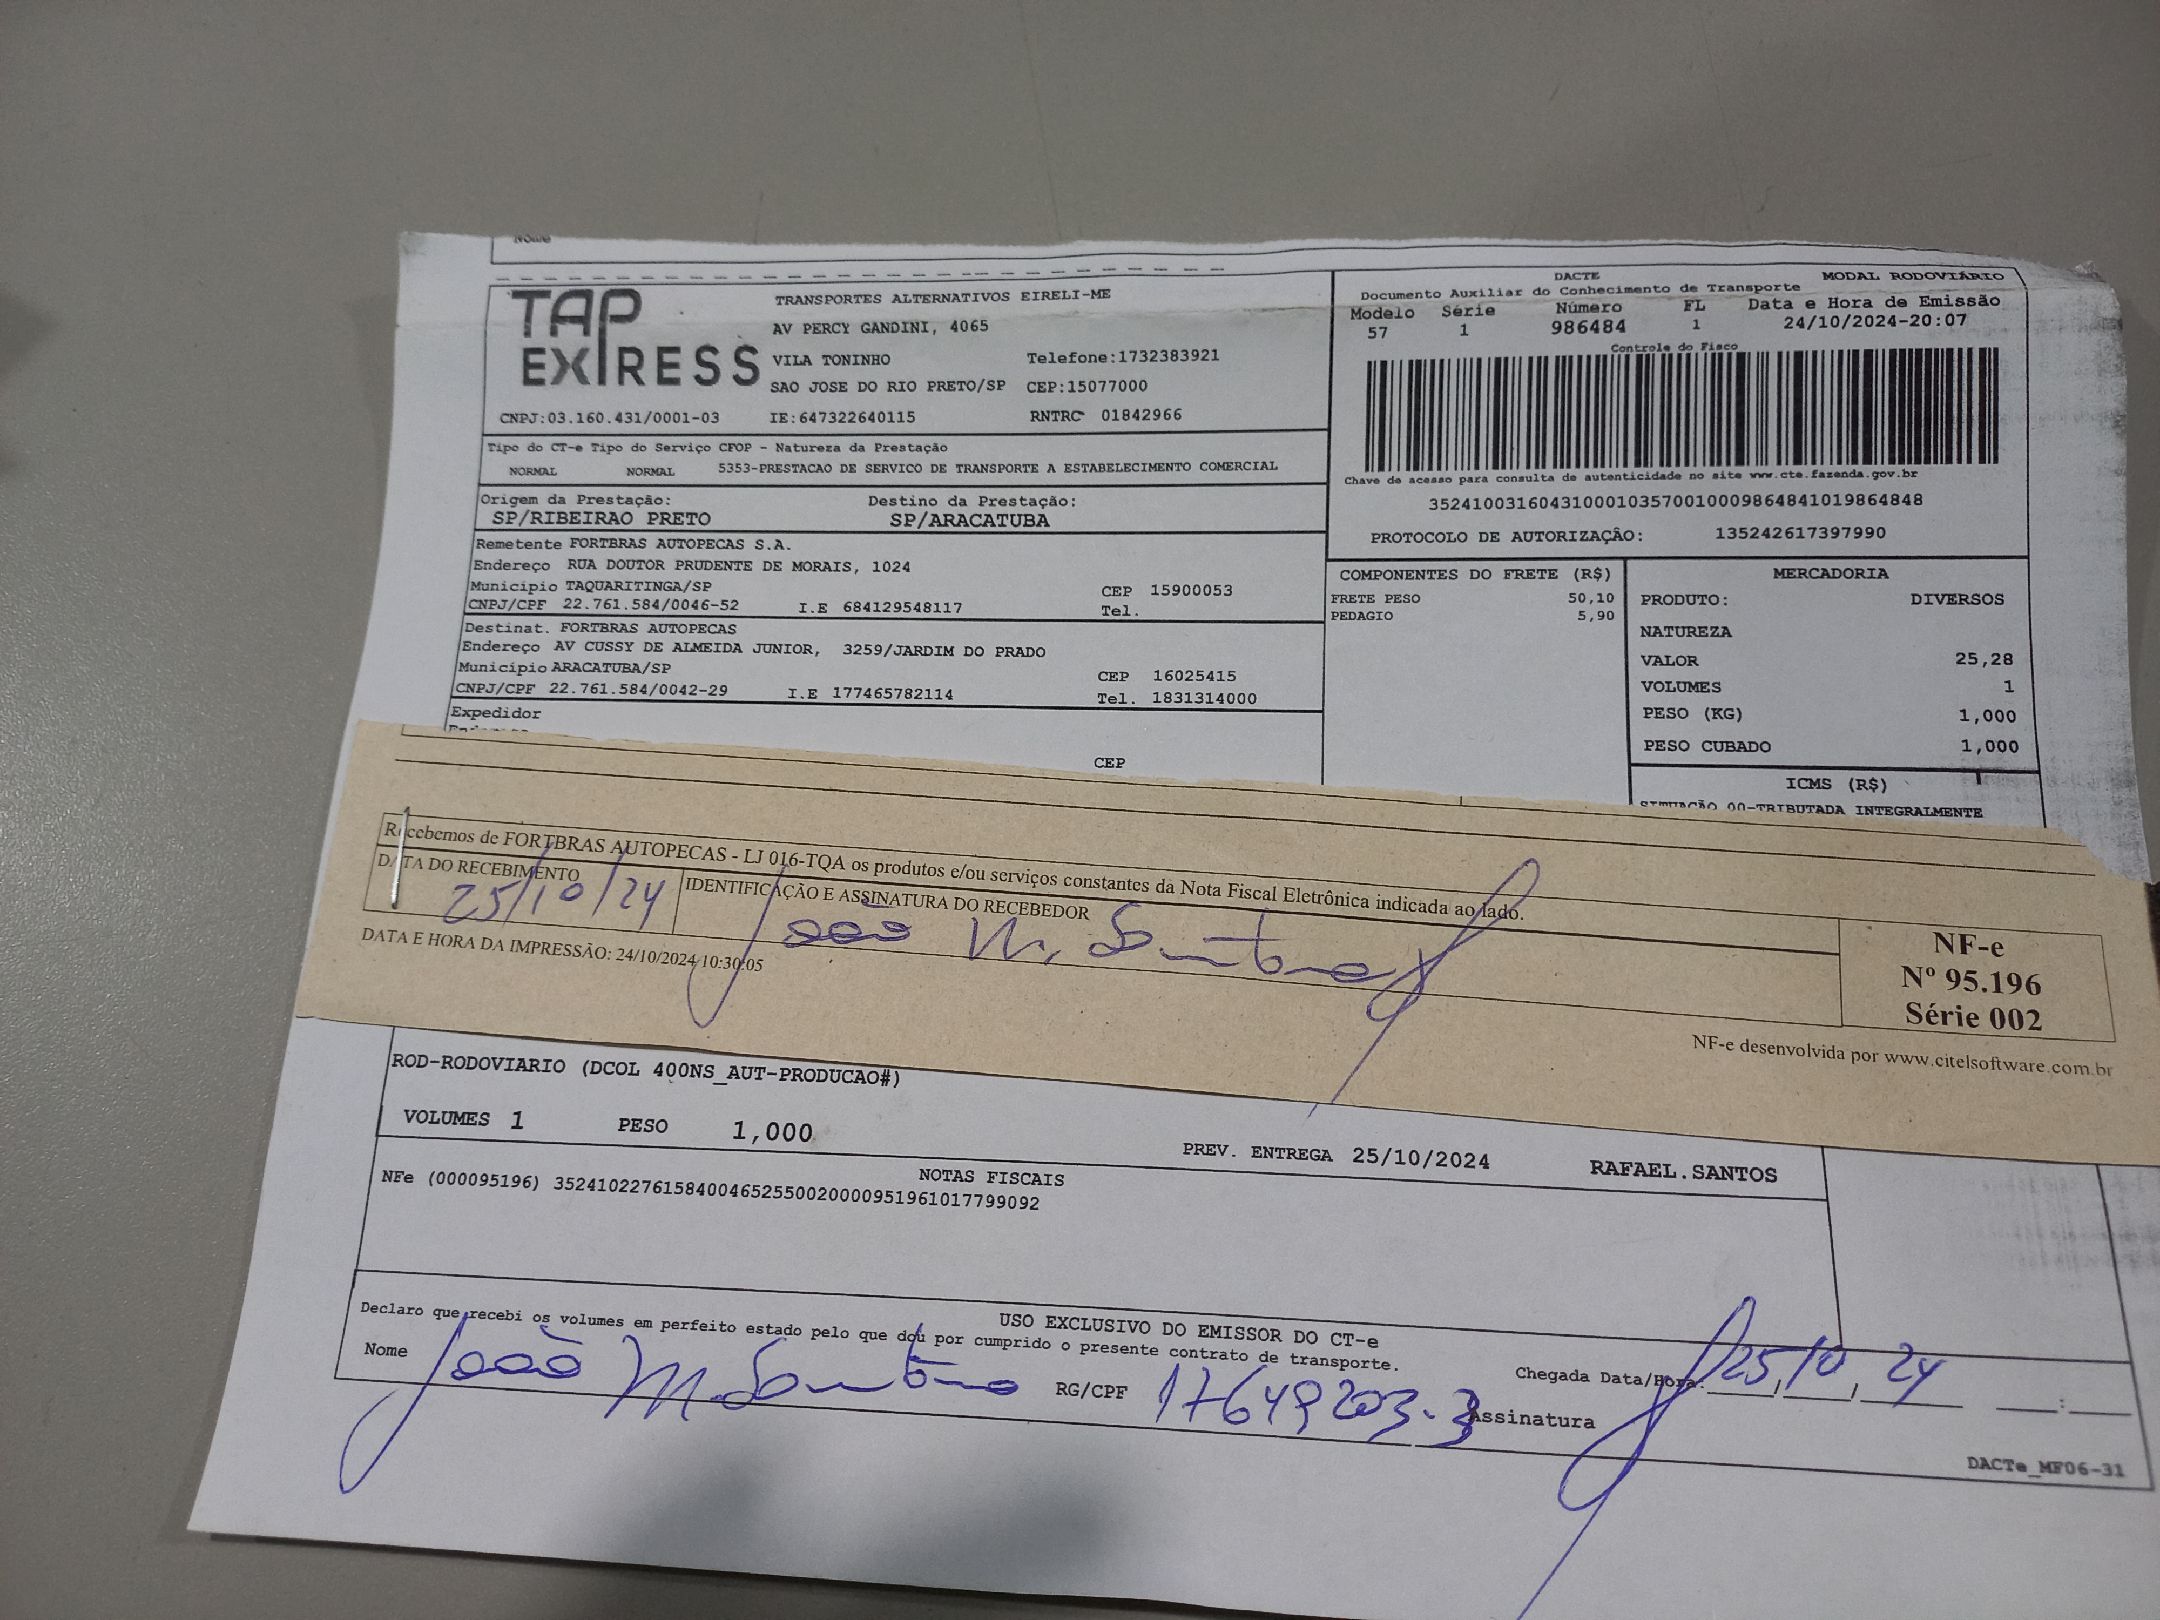 Nome
TAP EXPRESS
TRANSPORTES ALTERNATIVOS EIRELI-ME
AV PERCY GANDINI, 4065
VILA TONINHO Telefone:1732383921
SAO JOSE DO RIO PRETO/SP CEP:15077000
CNPJ:03.160.431/0001-03 IE:647322640115 RNTRC 01842966
DACTE MODAL RODOVIÁRIO
Documento Auxiliar do Conhecimento de Transporte
Modelo Série Número FL Data e Hora de Emissão
57 1 986484 1 24/10/2024-20:07
Controle do Fisco
Chave de acesso para consulta de autenticidade no site www.cte.fazenda.gov.br
35241003160431000103570010009864841019864848
PROTOCOLO DE AUTORIZAÇÃO: 135242617397990
Tipo do CT-e Tipo do Serviço CFOP - Natureza da Prestação
NORMAL NORMAL 5353-PRESTACAO DE SERVICO DE TRANSPORTE A ESTABELECIMENTO COMERCIAL
Origem da Prestação: Destino da Prestação:
SP/RIBEIRAO PRETO SP/ARACATUBA
Remetente FORTBRAS AUTOPECAS S.A.
Endereço RUA DOUTOR PRUDENTE DE MORAIS, 1024
Município TAQUARITINGA/SP CEP 15900053
CNPJ/CPF 22.761.584/0046-52 I.E 684129548117 Tel.
Destinat. FORTBRAS AUTOPECAS
Endereço AV CUSSY DE ALMEIDA JUNIOR, 3259/JARDIM DO PRADO
Município ARACATUBA/SP CEP 16025415
CNPJ/CPF 22.761.584/0042-29 I.E 177465782114 Tel. 1831314000
Expedidor
CEP
COMPONENTES DO FRETE (R$)
FRETE PESO 50,10
PEDAGIO 5,90
MERCADORIA
PRODUTO: DIVERSOS
NATUREZA
VALOR 25,28
VOLUMES 1
PESO (KG) 1,000
PESO CUBADO 1,000
ICMS (R$)
SITUAÇÃO 00-TRIBUTADA INTEGRALMENTE
Recebemos de FORTBRAS AUTOPECAS - LJ 016-TQA os produtos e/ou serviços constantes da Nota Fiscal Eletrônica indicada ao lado.
DATA DO RECEBIMENTO IDENTIFICAÇÃO E ASSINATURA DO RECEBEDOR
25/10/24 João M. Santana
DATA E HORA DA IMPRESSÃO: 24/10/2024 10:30:05
NF-e
Nº 95.196
Série 002
NF-e desenvolvida por www.citelsoftware.com.br
ROD-RODOVIARIO (DCOL 400NS_AUT-PRODUCAO#)
VOLUMES 1 PESO 1,000 PREV. ENTREGA 25/10/2024 RAFAEL.SANTOS
NOTAS FISCAIS
NFe (000095196) 35241022761584004652550020000951961017799092
USO EXCLUSIVO DO EMISSOR DO CT-e
Declaro que recebi os volumes em perfeito estado pelo que dou por cumprido o presente contrato de transporte.
Nome João M. Santana RG/CPF 17649203-3 Assinatura
Chegada Data/Hora: 25/10/24 :
DACTe_MF06-31